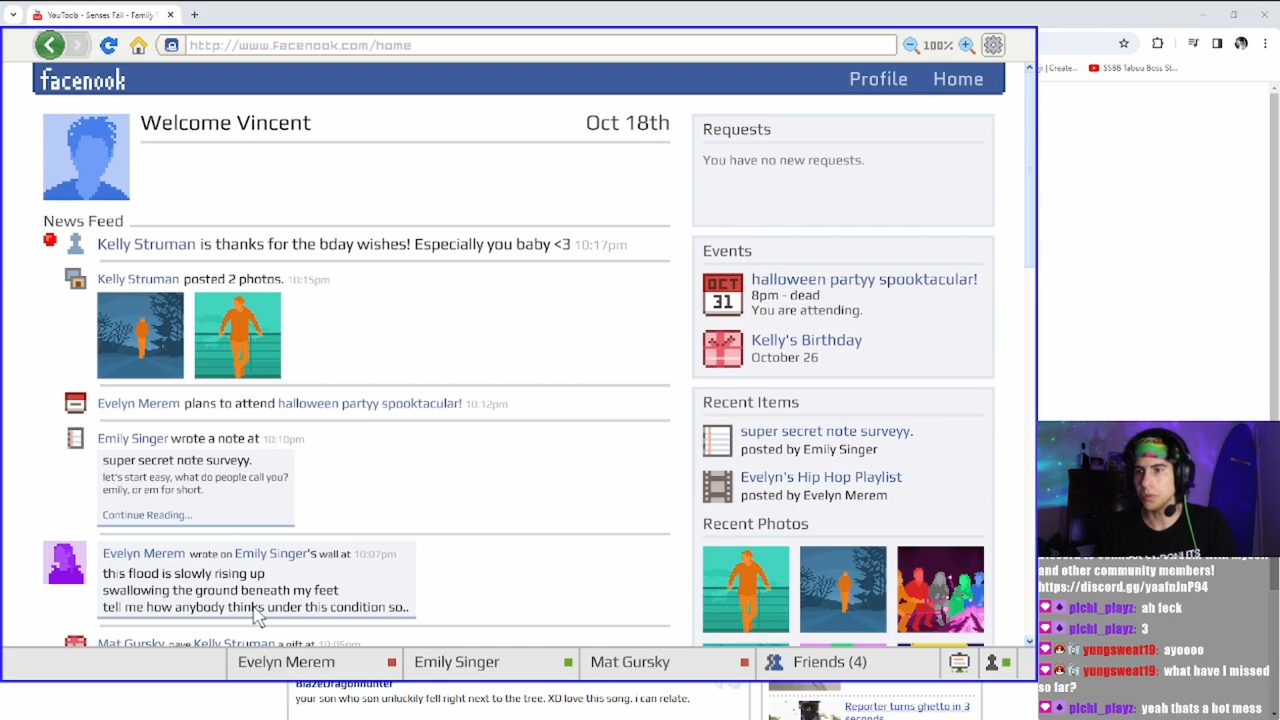 YouToob - Senses Fail - Family T
http://www.facenook.com/home
100%
facenook
Profile
Home
Welcome Vincent
Oct 18th
News Feed
Kelly Struman is thanks for the bday wishes! Especially you baby <3 10:17pm
Kelly Struman posted 2 photos. 10:15pm
Evelyn Merem plans to attend halloween partyy spooktacular! 10:12pm
Emily Singer wrote a note at 10:10pm
super secret note surveyy.
let's start easy, what do people call you?
emily, or em for short.
Continue Reading...
Evelyn Merem wrote on Emily Singer's wall at 10:07pm
this flood is slowly rising up
swallowing the ground beneath my feet
tell me how anybody thinks under this condition so..
Mat Gursky gave Kelly Struman a gift at 10:05pm
Requests
You have no new requests.
Events
OCT
31
halloween partyy spooktacular!
8pm - dead
You are attending.
Kelly's Birthday
October 26
Recent Items
super secret note surveyy.
posted by Emily Singer
Evelyn's Hip Hop Playlist
posted by Evelyn Merem
Recent Photos
Evelyn Merem
Emily Singer
Mat Gursky
Friends (4)
BlazeDragonhunter
your son who son unluckily fell right next to the tree. XD love this song. i can relate.
Reporter turns ghetto in 3
seconds
| Create...
SSBB Tabuu Boss St...
and other community members!
https://discord.gg/yaafnJnP94
plchl_playz: ah feck
plchl_playz: 3
yungsweat19: ayoooo
yungsweat19: what have I missed
so far?
plchl_playz: yeah thats a hot mess